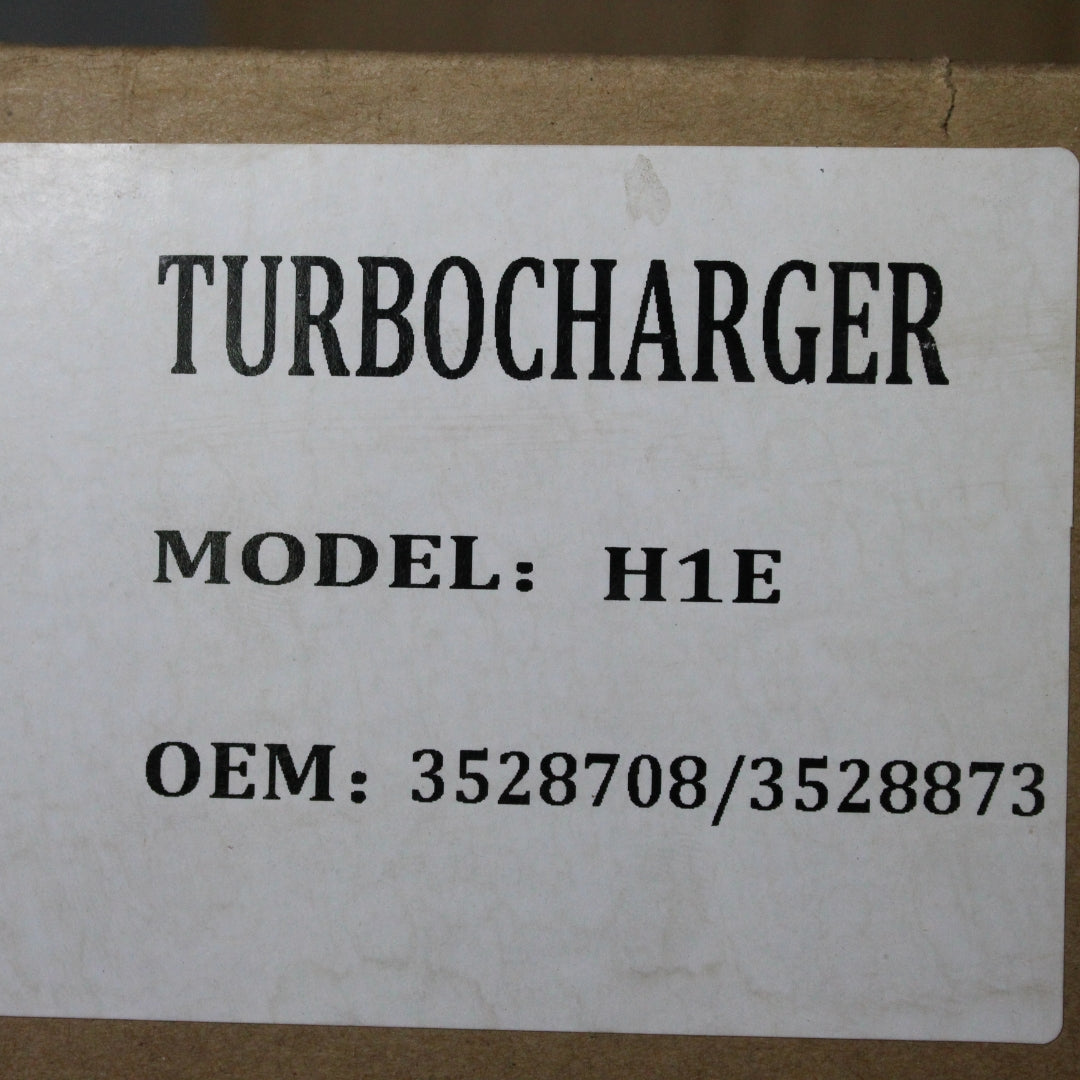 TURBOCHARGER
MODEL: H1E
OEM: 3528708/3528873